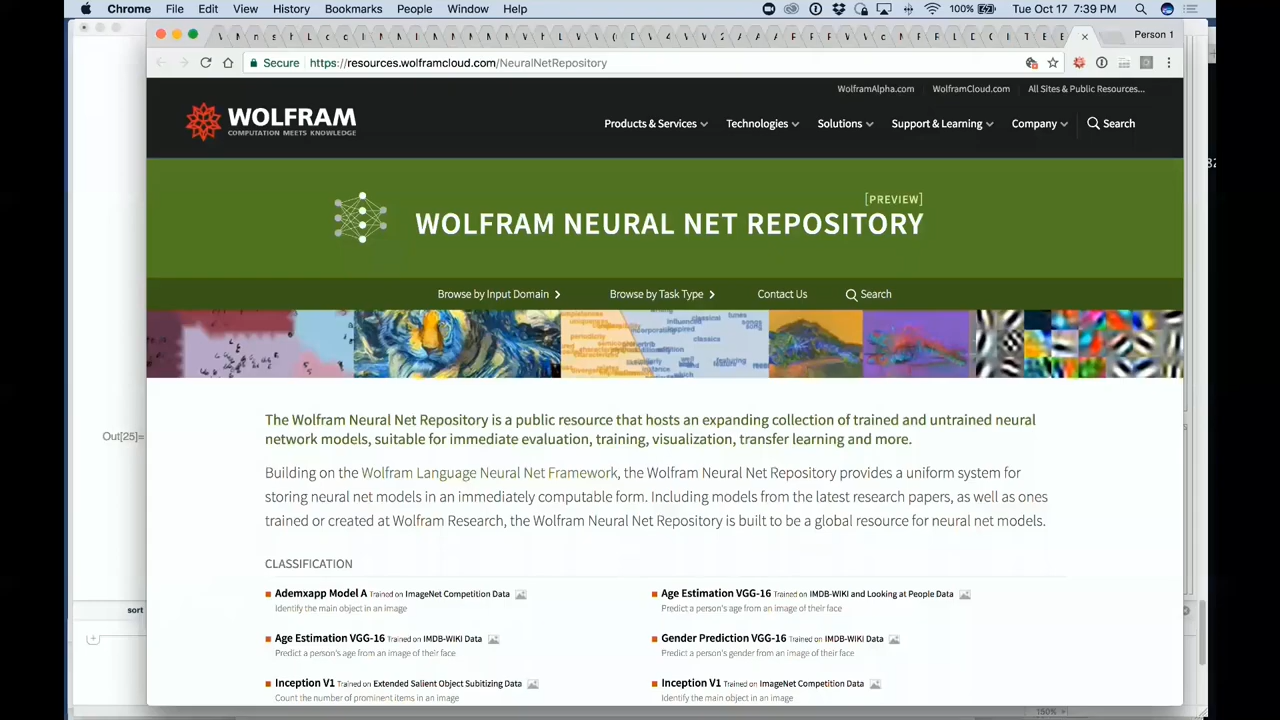 Chrome File Edit View History Bookmarks People Window Help 100% Tue Oct 17 7:39 PM
Person 1
Secure https://resources.wolframcloud.com/NeuralNetRepository
WolframAlpha.com WolframCloud.com All Sites & Public Resources...
WOLFRAM
COMPUTATION MEETS KNOWLEDGE
Products & Services Technologies Solutions Support & Learning Company Search
[PREVIEW]
WOLFRAM NEURAL NET REPOSITORY
Browse by Input Domain Browse by Task Type Contact Us Search
The Wolfram Neural Net Repository is a public resource that hosts an expanding collection of trained and untrained neural
network models, suitable for immediate evaluation, training, visualization, transfer learning and more.
Out[25]=
Building on the Wolfram Language Neural Net Framework, the Wolfram Neural Net Repository provides a uniform system for
storing neural net models in an immediately computable form. Including models from the latest research papers, as well as ones
trained or created at Wolfram Research, the Wolfram Neural Net Repository is built to be a global resource for neural net models.
CLASSIFICATION
Ademxapp Model A Trained on ImageNet Competition Data
Identify the main object in an image
Age Estimation VGG-16 Trained on IMDB-WIKI and Looking at People Data
Predict a person's age from an image of their face
sort
Age Estimation VGG-16 Trained on IMDB-WIKI Data
Predict a person's age from an image of their face
Gender Prediction VGG-16 Trained on IMDB-WIKI Data
Predict a person's gender from an image of their face
Inception V1 Trained on Extended Salient Object Subitizing Data
Count the number of prominent items in an image
Inception V1 Trained on ImageNet Competition Data
Identify the main object in an image
150%